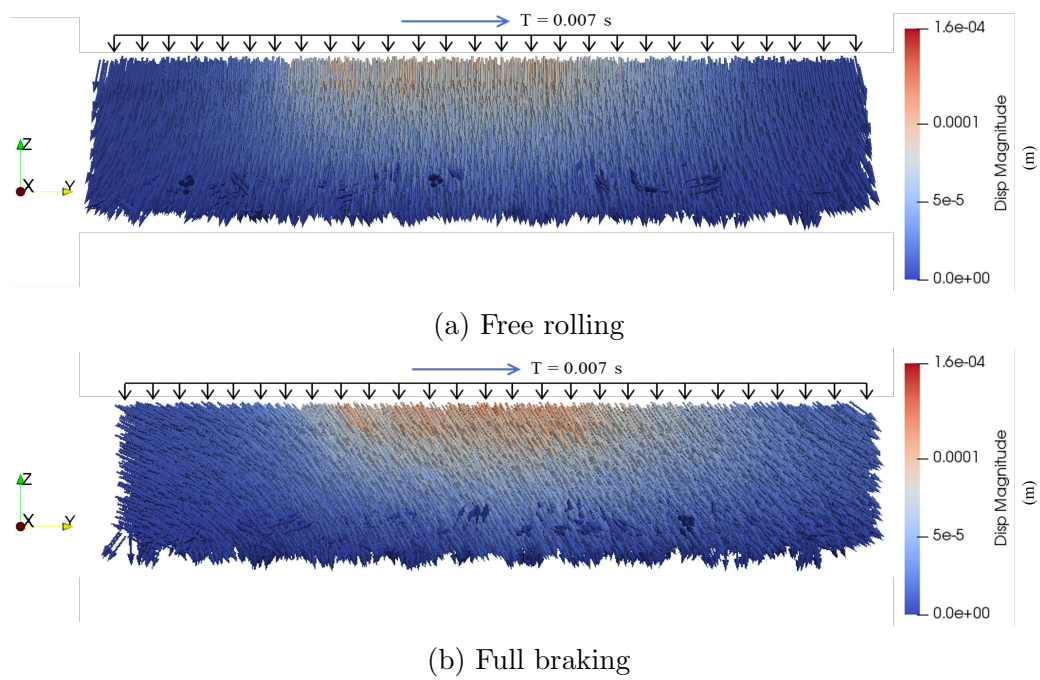 T = 0.007 s
1.6e-04
0.0001
5e-5
0.0e+00
Disp Magnitude
(m)
Z
X
Y
(a) Free rolling
T = 0.007 s
1.6e-04
0.0001
5e-5
0.0e+00
Disp Magnitude
(m)
Z
X
Y
(b) Full braking